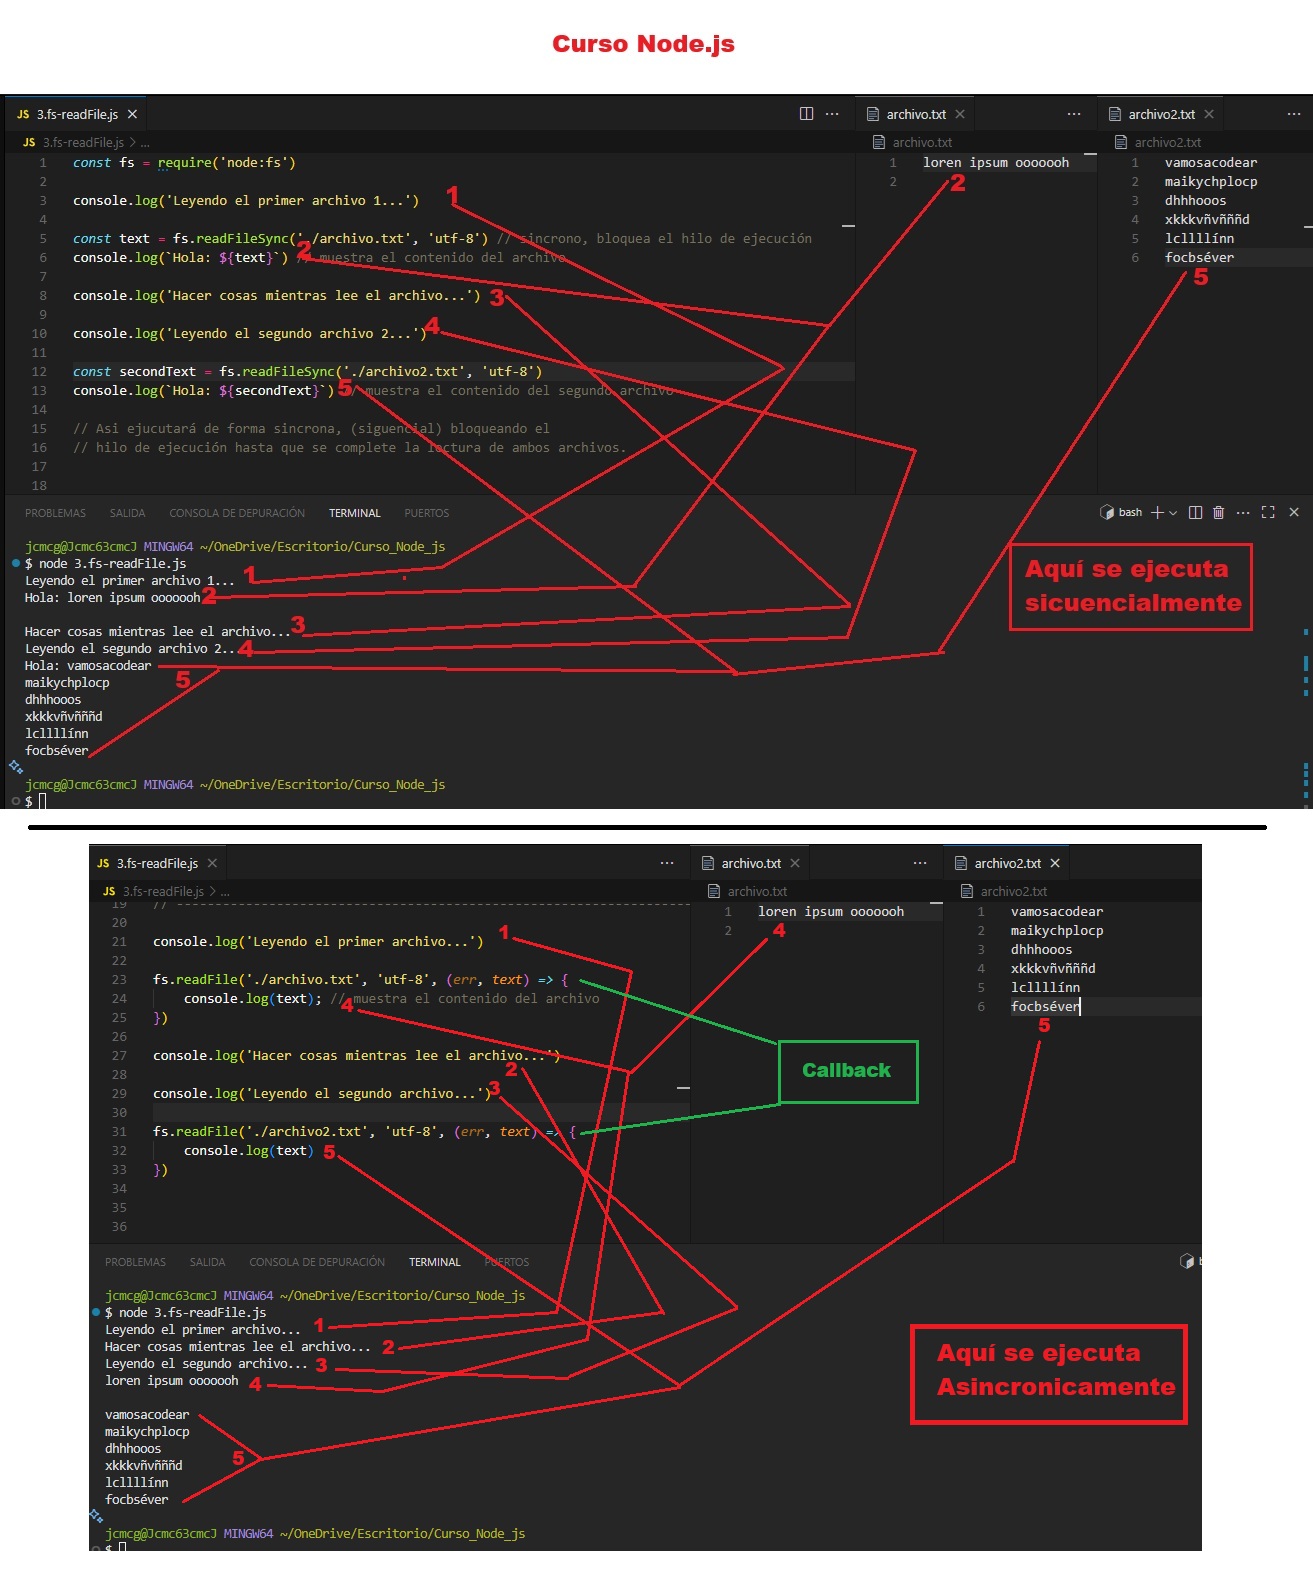 Curso Node.js
JS 3.fs-readFile.js
JS 3.fs-readFile.js > ...
1 const fs = require('node:fs')
2
3 console.log('Leyendo el primer archivo 1...') 1
4
5 const text = fs.readFileSync('./archivo.txt', 'utf-8') // sincrono, bloquea el hilo de ejecución
6 console.log(`Hola: ${text}`) 2 // muestra el contenido del archivo
7
8 console.log('Hacer cosas mientras lee el archivo...') 3
9
10 console.log('Leyendo el segundo archivo 2...') 4
11
12 const secondText = fs.readFileSync('./archivo2.txt', 'utf-8')
13 console.log(`Hola: ${secondText}`) 5 // muestra el contenido del segundo archivo
14
15 // Asi ejucutará de forma sincrona, (siguencial) bloqueando el
16 // hilo de ejecución hasta que se complete la lectura de ambos archivos.
17
18
archivo.txt
archivo.txt
1 loren ipsum ooooooh
2
2
archivo2.txt
archivo2.txt
1 vamosacodear
2 maikychplocp
3 dhhhooos
4 xkkkvñvñññd
5 lcllllínn
6 focbséver
5
PROBLEMAS SALIDA CONSOLA DE DEPURACIÓN TERMINAL PUERTOS
bash
jcmcg@Jcmc63cmcJ MINGW64 ~/OneDrive/Escritorio/Curso_Node_js
$ node 3.fs-readFile.js
Leyendo el primer archivo 1... 1
Hola: loren ipsum ooooooh 2
Hacer cosas mientras lee el archivo... 3
Leyendo el segundo archivo 2.. 4
Hola: vamosacodear
maikychplocp 5
dhhhooos
xkkkvñvñññd
lcllllínn
focbséver
jcmcg@Jcmc63cmcJ MINGW64 ~/OneDrive/Escritorio/Curso_Node_js
$
Aquí se ejecuta
sicuencialmente
JS 3.fs-readFile.js
JS 3.fs-readFile.js > ...
19 // ----------------------------------------------------------------------
20
21 console.log('Leyendo el primer archivo...') 1
22
23 fs.readFile('./archivo.txt', 'utf-8', (err, text) => {
24 console.log(text); // muestra el contenido del archivo
25 }) 4
26
27 console.log('Hacer cosas mientras lee el archivo...')
28 2
29 console.log('Leyendo el segundo archivo...') 3
30
31 fs.readFile('./archivo2.txt', 'utf-8', (err, text) => {
32 console.log(text) 5
33 })
34
35
36
Callback
archivo.txt
archivo.txt
1 loren ipsum ooooooh
2 4
archivo2.txt
archivo2.txt
1 vamosacodear
2 maikychplocp
3 dhhhooos
4 xkkkvñvñññd
5 lcllllínn
6 focbséver
5
PROBLEMAS SALIDA CONSOLA DE DEPURACIÓN TERMINAL PUERTOS
jcmcg@Jcmc63cmcJ MINGW64 ~/OneDrive/Escritorio/Curso_Node_js
$ node 3.fs-readFile.js
Leyendo el primer archivo... 1
Hacer cosas mientras lee el archivo... 2
Leyendo el segundo archivo... 3
loren ipsum ooooooh 4
vamosacodear
maikychplocp
dhhhooos 5
xkkkvñvñññd
lcllllínn
focbséver
jcmcg@Jcmc63cmcJ MINGW64 ~/OneDrive/Escritorio/Curso_Node_js
$
Aquí se ejecuta
Asincronicamente